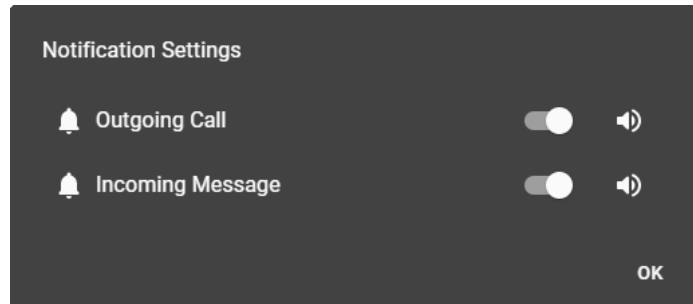 Notification Settings
Outgoing Call
Incoming Message
OK